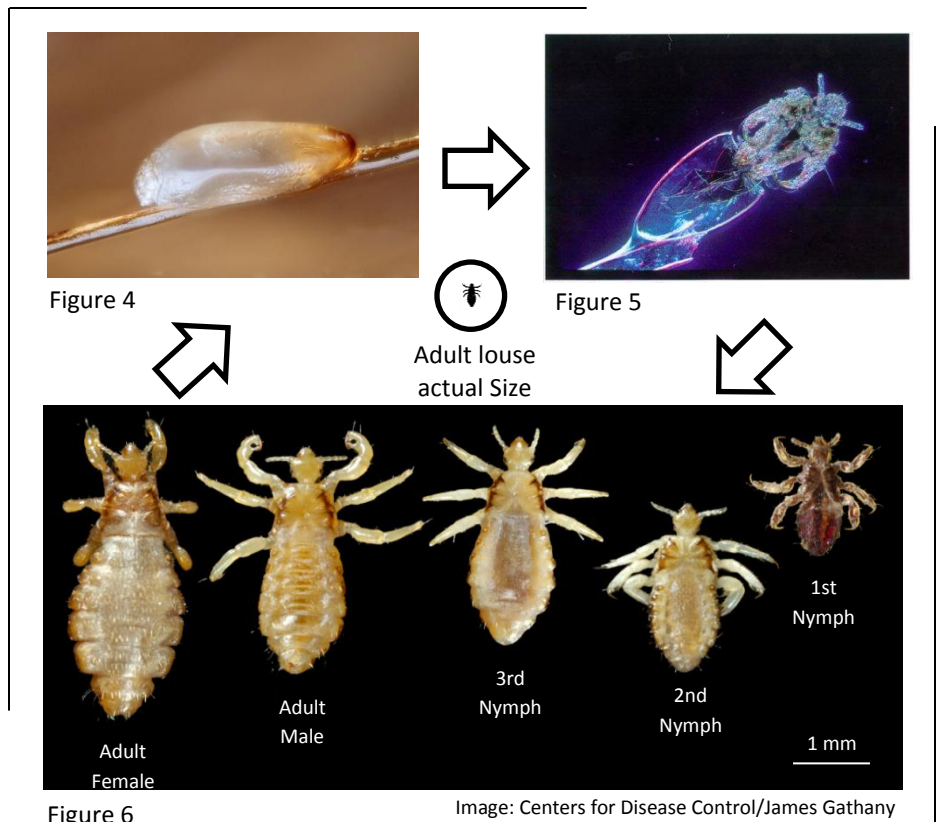 Figure 4
Figure 5
Adult louse
actual Size
Adult
Female
Adult
Male
3rd
Nymph
2nd
Nymph
1st
Nymph
1 mm
Figure 6
Image: Centers for Disease Control/James Gathany